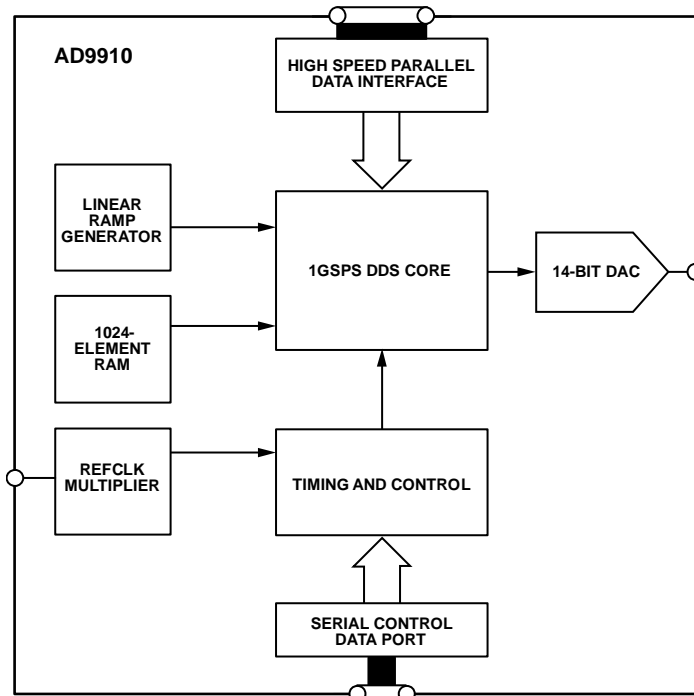 AD9910
HIGH SPEED PARALLEL
DATA INTERFACE
LINEAR
RAMP
GENERATOR
1GSPS DDS CORE
14-BIT DAC
1024-
ELEMENT
RAM
REFCLK
MULTIPLIER
TIMING AND CONTROL
SERIAL CONTROL
DATA PORT